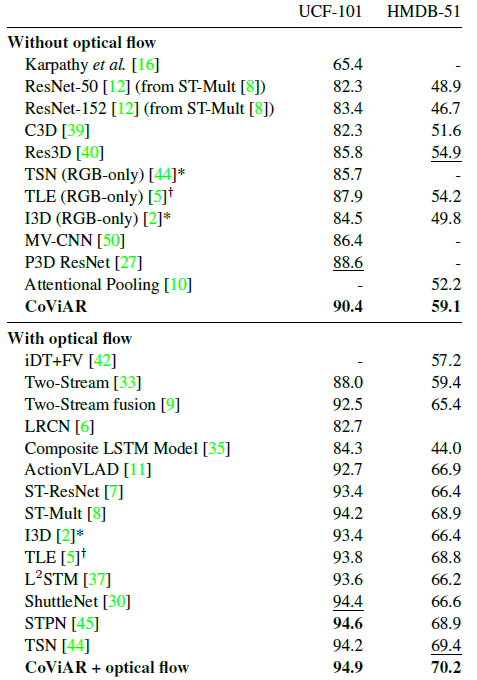 UCF-101 HMDB-51
Without optical flow
Karpathy et al. [16] 65.4 -
ResNet-50 [12] (from ST-Mult [8]) 82.3 48.9
ResNet-152 [12] (from ST-Mult [8]) 83.4 46.7
C3D [39] 82.3 51.6
Res3D [40] 85.8 54.9
TSN (RGB-only) [44]* 85.7 -
TLE (RGB-only) [5]† 87.9 54.2
I3D (RGB-only) [2]* 84.5 49.8
MV-CNN [50] 86.4 -
P3D ResNet [27] 88.6 -
Attentional Pooling [10] - 52.2
CoViAR 90.4 59.1
With optical flow
iDT+FV [42] - 57.2
Two-Stream [33] 88.0 59.4
Two-Stream fusion [9] 92.5 65.4
LRCN [6] 82.7
Composite LSTM Model [35] 84.3 44.0
ActionVLAD [11] 92.7 66.9
ST-ResNet [7] 93.4 66.4
ST-Mult [8] 94.2 68.9
I3D [2]* 93.4 66.4
TLE [5]† 93.8 68.8
L²STM [37] 93.6 66.2
ShuttleNet [30] 94.4 66.6
STPN [45] 94.6 68.9
TSN [44] 94.2 69.4
CoViAR + optical flow 94.9 70.2